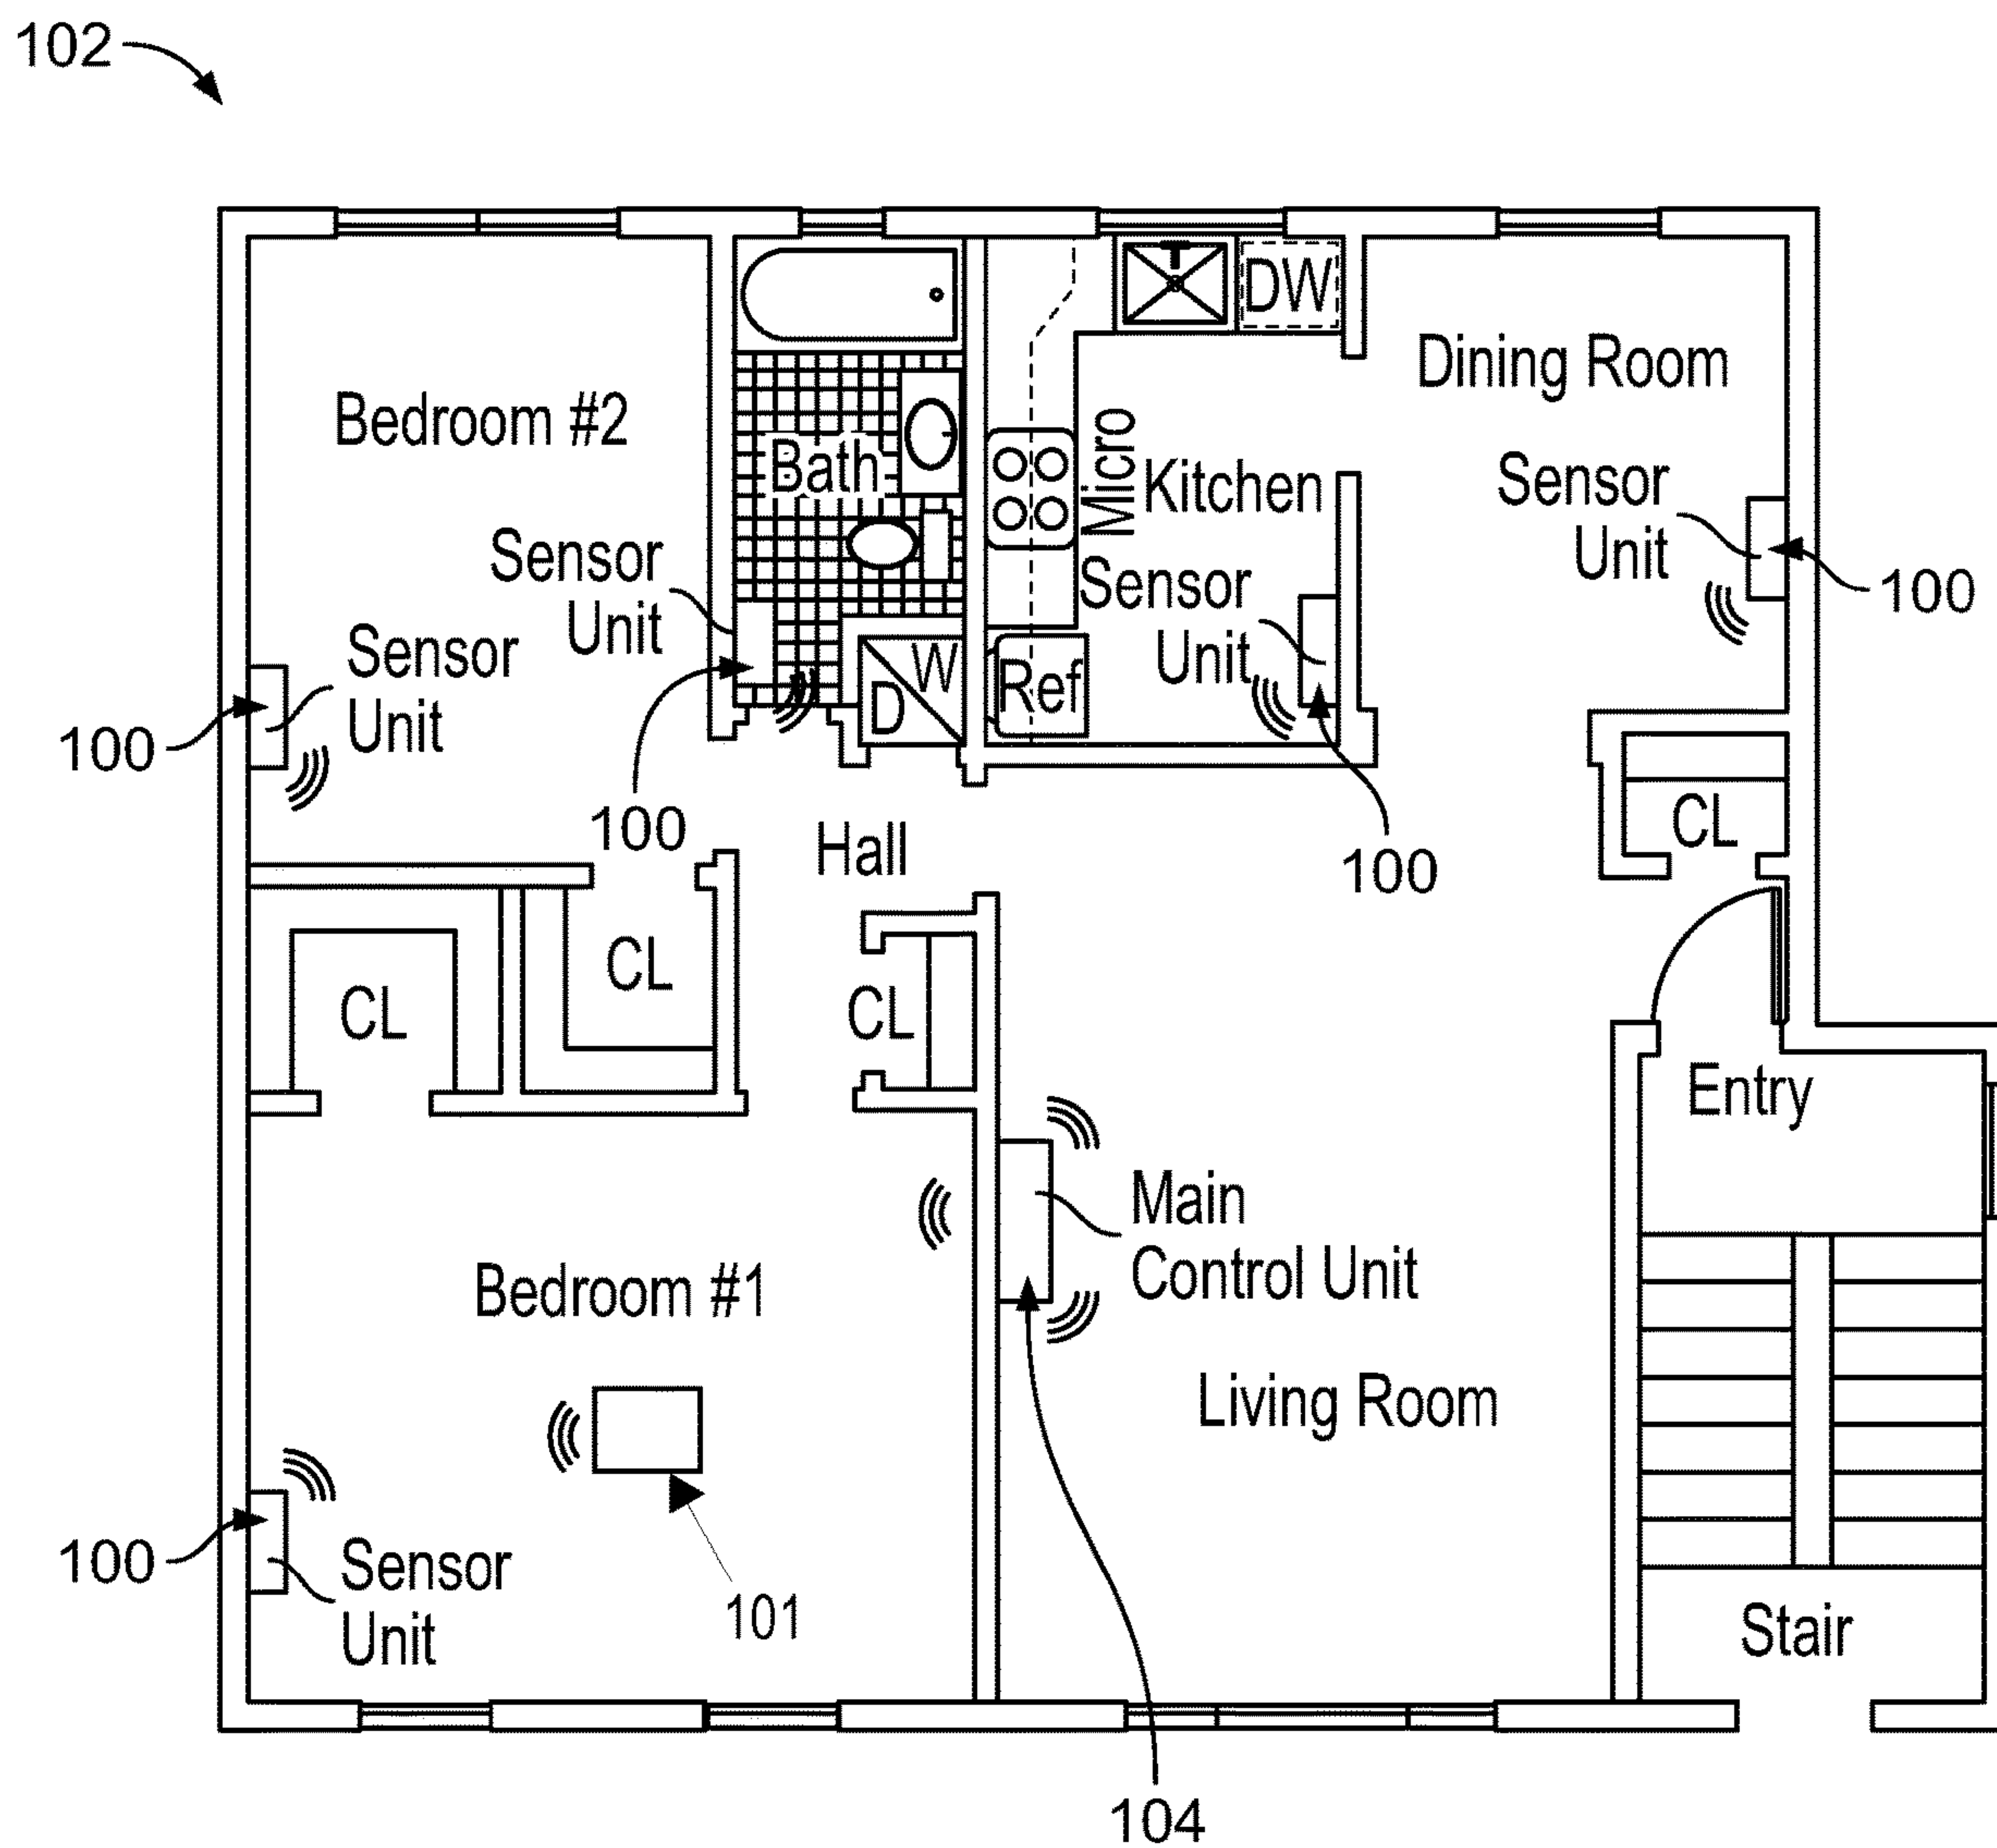 102
DW
Dining Room
Bedroom #2
Bath
Micro
Kitchen
Sensor
Unit
100
Sensor
Unit
100
Sensor
Unit
100
Sensor
Unit
100
W
D
Ref
Hall
CL
CL
CL
CL
Entry
Main
Control Unit
Bedroom #1
Living Room
100
Sensor
Unit
101
Stair
104